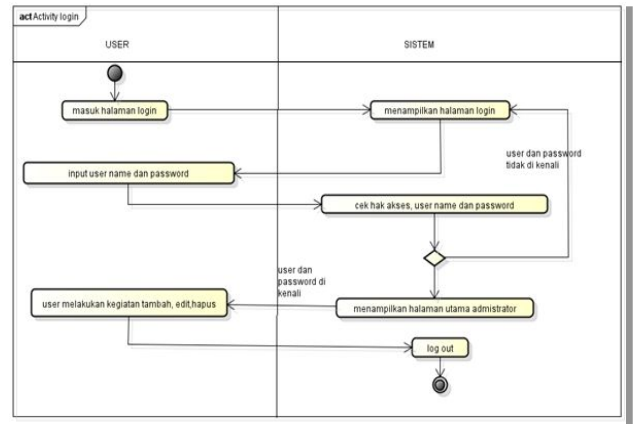 act Activity login
USER
SISTEM
masuk halaman login
menampilkan halaman login
user dan password
tidak di kenali
input user name dan password
cek hak akses, user name dan password
user dan
password di
kenali
user melakukan kegiatan tambah, edit,hapus
menampilkan halaman utama admistrator
log out